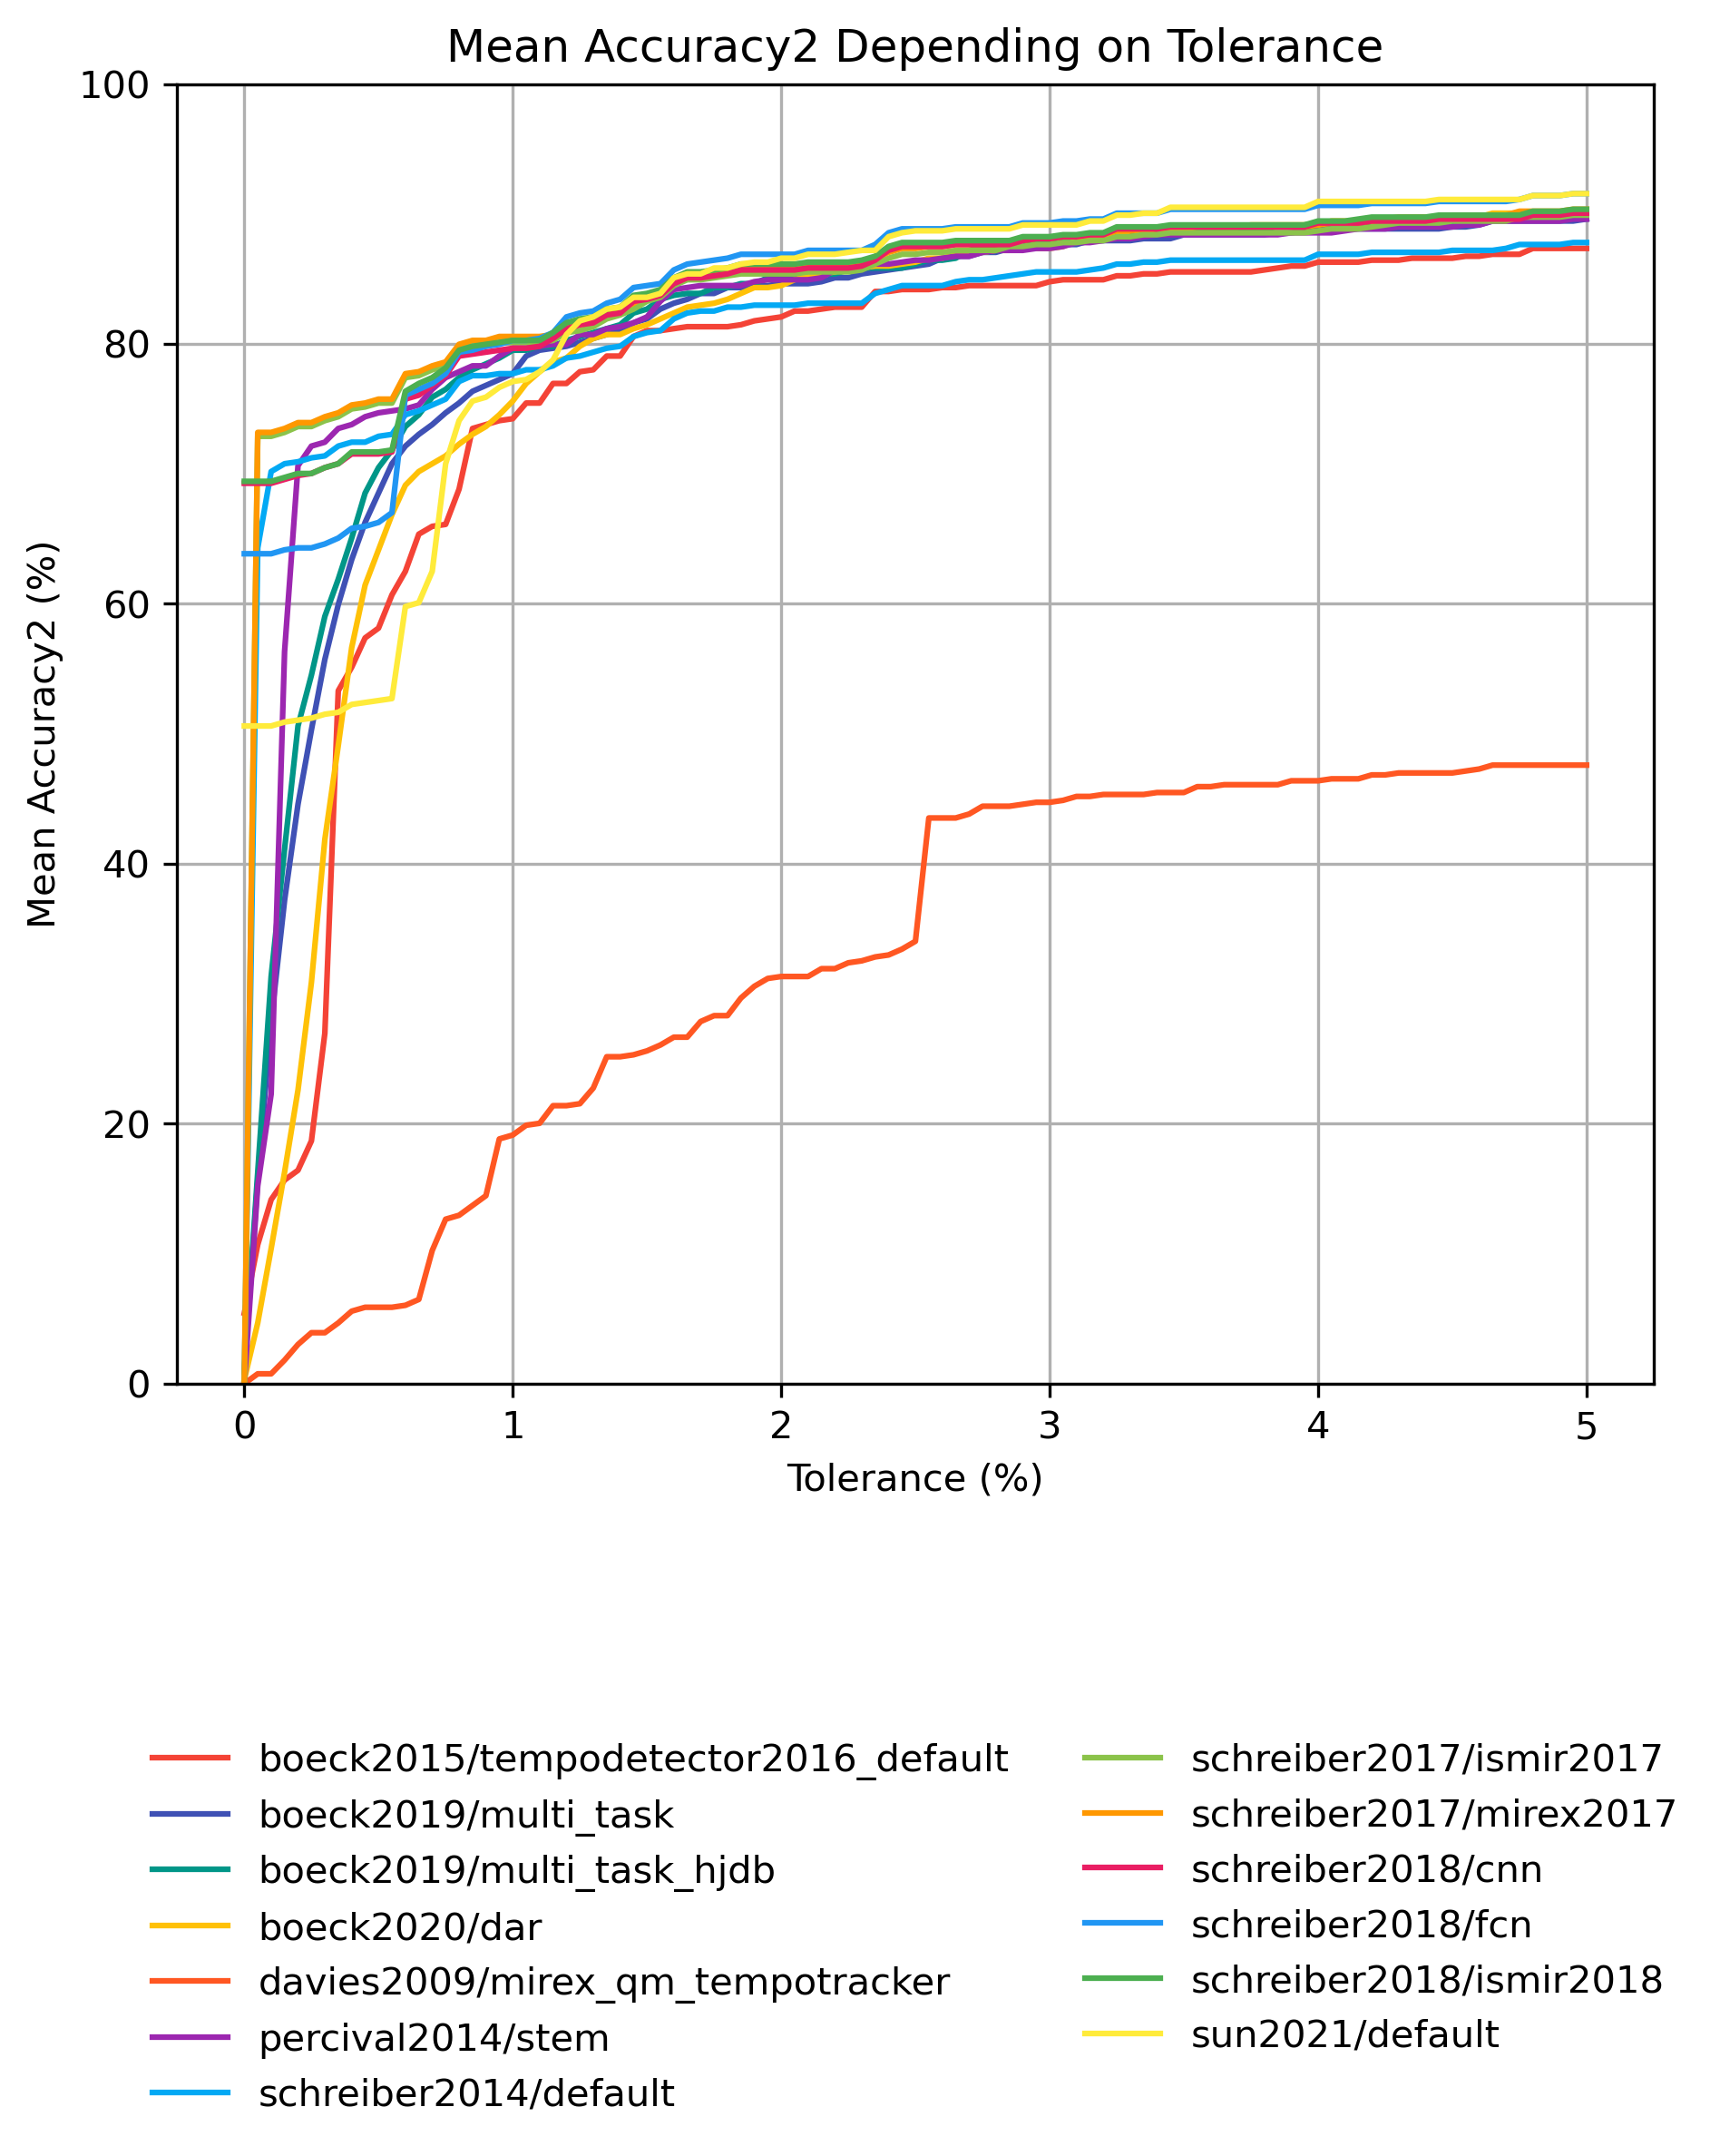 Mean Accuracy2 Depending on Tolerance
100
80
60
40
20
0
Mean Accuracy2 (%)
0 1 2 3 4 5
Tolerance (%)
boeck2015/tempodetector2016_default
boeck2019/multi_task
boeck2019/multi_task_hjdb
boeck2020/dar
davies2009/mirex_qm_tempotracker
percival2014/stem
schreiber2014/default
schreiber2017/ismir2017
schreiber2017/mirex2017
schreiber2018/cnn
schreiber2018/fcn
schreiber2018/ismir2018
sun2021/default